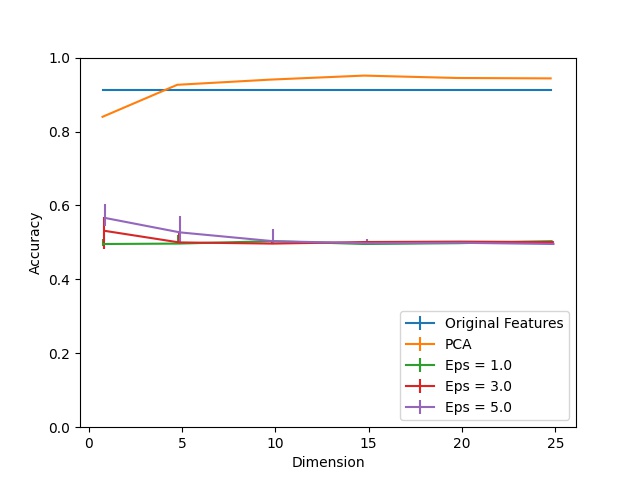 1.0
0.8
0.6
0.4
0.2
0.0
Accuracy
Original Features
PCA
Eps = 1.0
Eps = 3.0
Eps = 5.0
0 5 10 15 20 25
Dimension